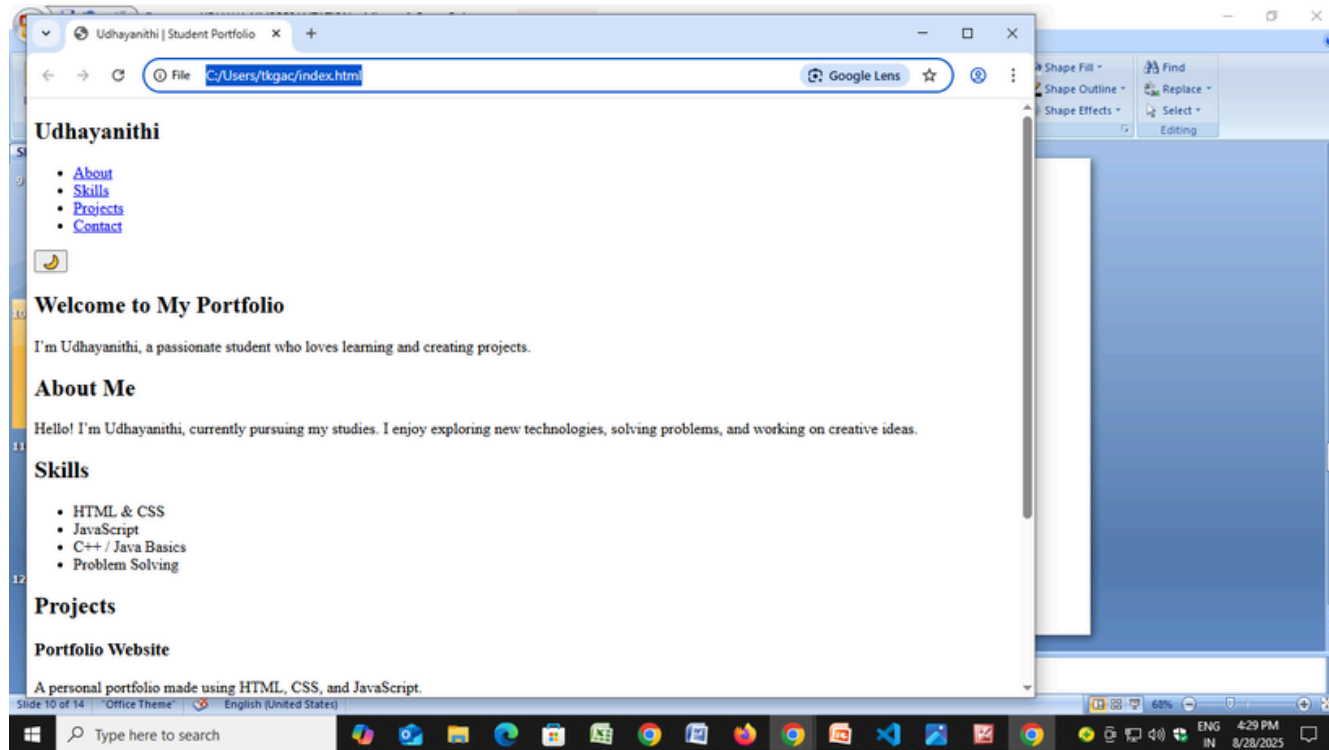 Udhayanithi | Student Portfolio
File C:/Users/tkgac/index.html Google Lens
Shape Fill
Shape Outline
Shape Effects
Find
Replace
Select
Editing
Udhayanithi
About
Skills
Projects
Contact
Welcome to My Portfolio
I'm Udhayanithi, a passionate student who loves learning and creating projects.
About Me
Hello! I'm Udhayanithi, currently pursuing my studies. I enjoy exploring new technologies, solving problems, and working on creative ideas.
Skills
HTML & CSS
JavaScript
C++ / Java Basics
Problem Solving
Projects
Portfolio Website
A personal portfolio made using HTML, CSS, and JavaScript.
9
10
11
12
Slide 10 of 14 "Office Theme" English (United States) 68%
Type here to search
ENG 4:29 PM
IN 8/28/2025